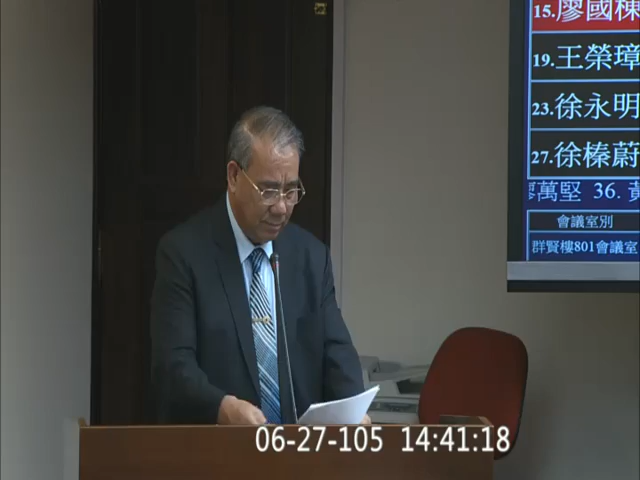 15.廖國棟
19.王榮璋
23.徐永明
27.徐榛蔚
萬堅 36. 黃
會議室別
群賢樓801會議室
06-27-105 14:41:18